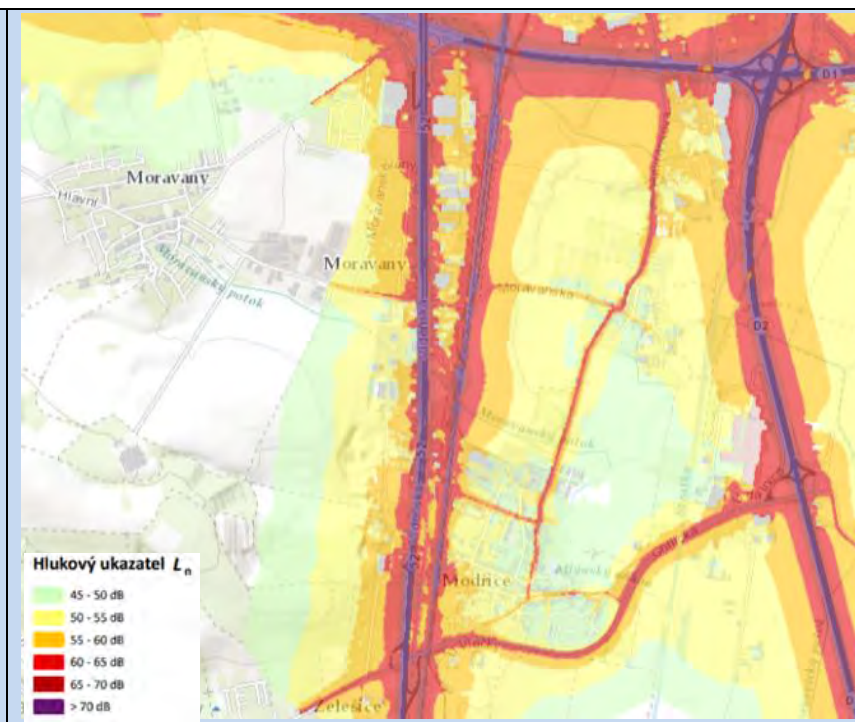 D1
Moravany
Hlavní
Moravany
Moravanský potok
Moravanská
D2
52
Moravanský potok
Modřice
Želešice
Hlukový ukazatel Ln
45 - 50 dB
50 - 55 dB
55 - 60 dB
60 - 65 dB
65 - 70 dB
> 70 dB